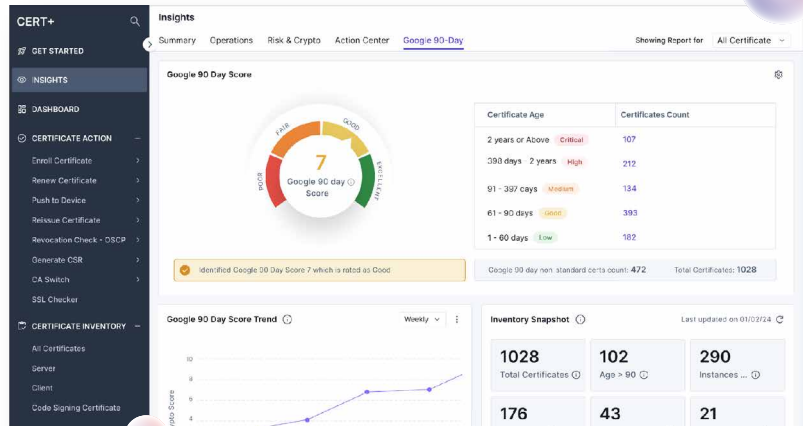 CERT+
GET STARTED
INSIGHTS
DASHBOARD
CERTIFICATE ACTION
Enroll Certificate
Renew Certificate
Push to Device
Reissue Certificate
Revocation Check - OSCP
Generate CSR
CA Switch
SSL Checker
CERTIFICATE INVENTORY
All Certificates
Server
Client
Code Signing Certificate
Insights
Summary Operations Risk & Crypto Action Center Google 90-Day
Showing Report for All Certificate
Google 90 Day Score
POOR FAIR GOOD EXCELLENT
7
Google 90 day
Score
Identified Google 90 Day Score 7 which is rated as Good
Certificate Age Certificates Count
2 years or Above Critical 107
398 days - 2 years High 212
91 - 397 days Medium 134
61 - 90 days Good 393
1 - 60 days Low 182
Google 90 day non-standard certs count: 472 Total Certificates: 1028
Google 90 Day Score Trend
Weekly
10
8
6
4
pto Score
Inventory Snapshot
Last updated on 01/02/24
1028
Total Certificates
102
Age > 90
290
Instances ...
176
43
21